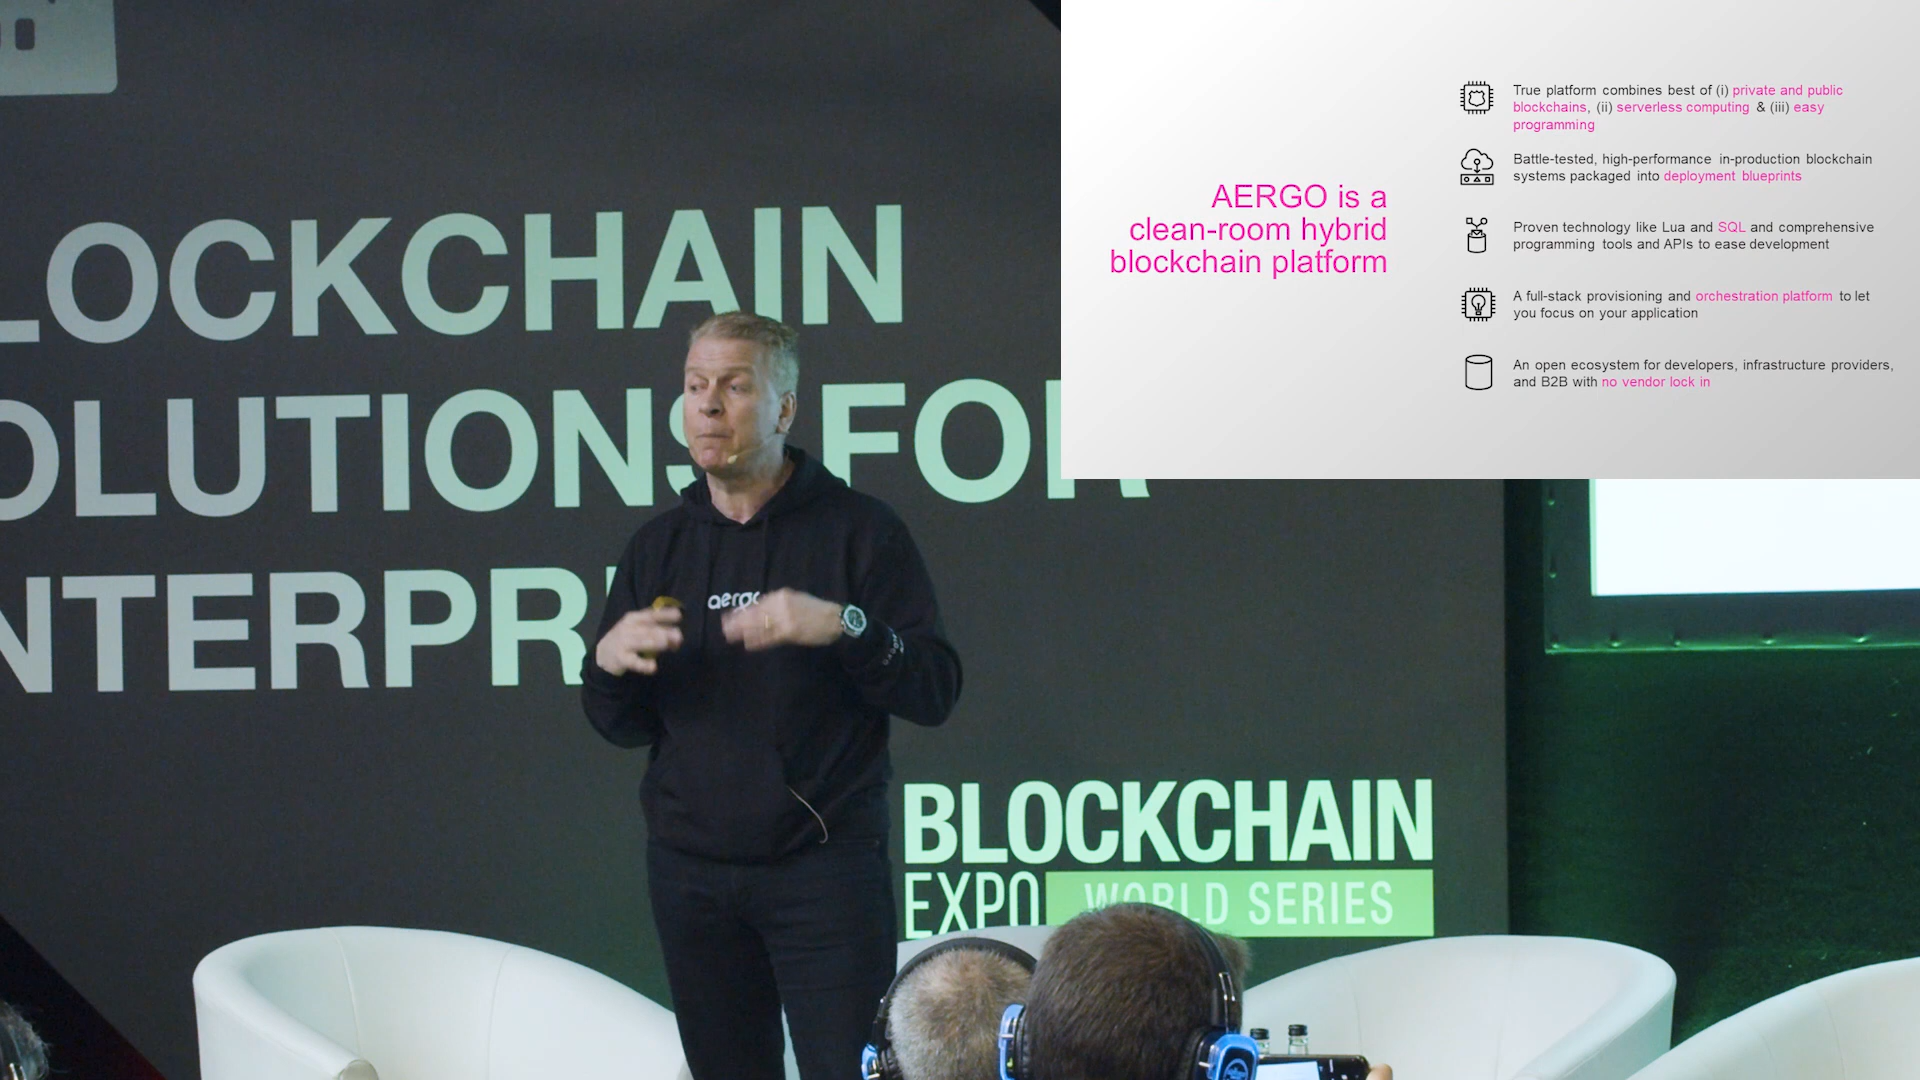 LOCKCHAIN
OLUTIONS FOR
NTERPR
aergo
BLOCKCHAIN
EXPO WORLD SERIES
AERGO is a
clean-room hybrid
blockchain platform
True platform combines best of (i) private and public
blockchains, (ii) serverless computing & (iii) easy
programming
Battle-tested, high-performance in-production blockchain
systems packaged into deployment blueprints
Proven technology like Lua and SQL and comprehensive
programming tools and APIs to ease development
A full-stack provisioning and orchestration platform to let
you focus on your application
An open ecosystem for developers, infrastructure providers,
and B2B with no vendor lock in